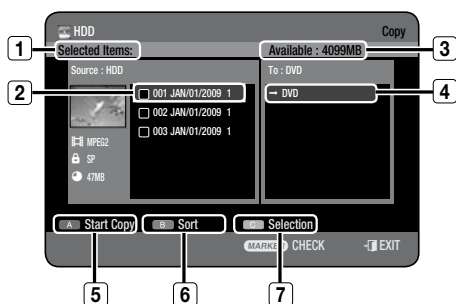 HDD Copy
1 Selected Items: Available : 4099MB 3
Source : HDD To : DVD
2 001 JAN/01/2009 1 → DVD 4
002 JAN/01/2009 1
003 JAN/01/2009 1
MPEG2
SP
47MB
A Start Copy B Sort C Selection
MARKER CHECK EXIT
5 6 7